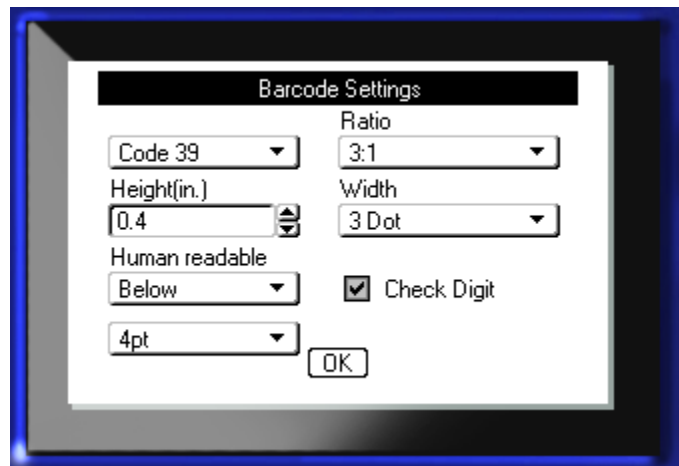 Barcode Settings
Ratio
Code 39
3:1
Height(in.)
Width
0.4
3 Dot
Human readable
Below
Check Digit
4pt
OK